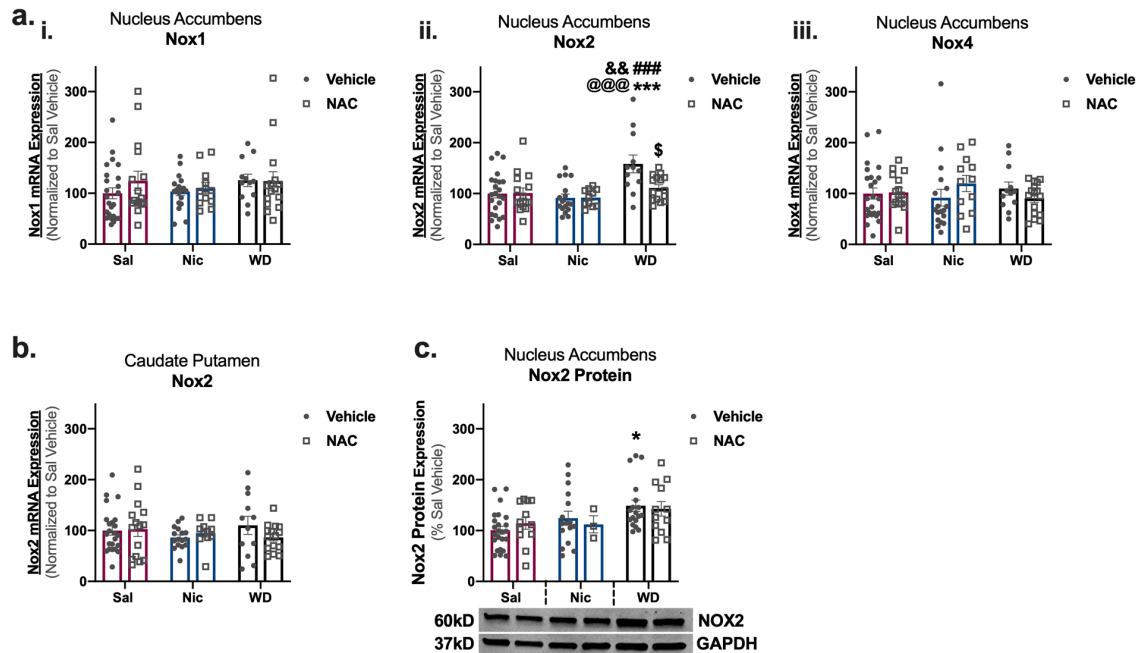 a.
i.
Nucleus Accumbens
Nox1
Nox1 mRNA Expression
(Normalized to Sal Vehicle)
300
200
100
0
Sal Nic WD
Vehicle
NAC
ii.
Nucleus Accumbens
Nox2
Nox2 mRNA Expression
(Normalized to Sal Vehicle)
300
200
100
0
&& ###
@@@ ***
$
Sal Nic WD
Vehicle
NAC
iii.
Nucleus Accumbens
Nox4
Nox4 mRNA Expression
(Normalized to Sal Vehicle)
300
200
100
0
Sal Nic WD
Vehicle
NAC
b.
Caudate Putamen
Nox2
Nox2 mRNA Expression
(Normalized to Sal Vehicle)
300
200
100
0
Sal Nic WD
Vehicle
NAC
c.
Nucleus Accumbens
Nox2 Protein
Nox2 Protein Expression
(% Sal Vehicle)
300
200
100
0
*
Sal Nic WD
Vehicle
NAC
60kD NOX2
37kD GAPDH